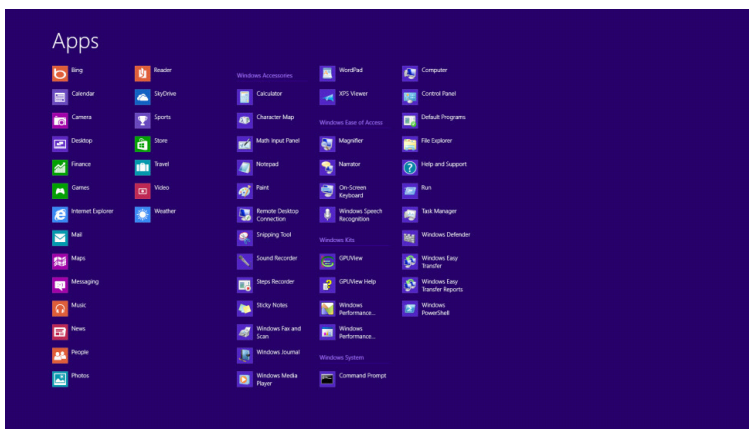 Apps
Bing
Calendar
Camera
Desktop
Finance
Games
Internet Explorer
Mail
Maps
Messaging
Music
News
People
Photos
Reader
SkyDrive
Sports
Store
Travel
Video
Weather
Windows Accessories
Calculator
Character Map
Math Input Panel
Notepad
Paint
Remote Desktop
Connection
Snipping Tool
Sound Recorder
Steps Recorder
Sticky Notes
Windows Fax and
Scan
Windows Journal
Windows Media
Player
WordPad
XPS Viewer
Windows Ease of Access
Magnifier
Narrator
On-Screen
Keyboard
Windows Speech
Recognition
Windows Kits
GPUView
GPUView Help
Windows
Performance...
Windows
Performance...
Windows System
Command Prompt
Computer
Control Panel
Default Programs
File Explorer
Help and Support
Run
Task Manager
Windows Defender
Windows Easy
Transfer
Windows Easy
Transfer Reports
Windows
PowerShell